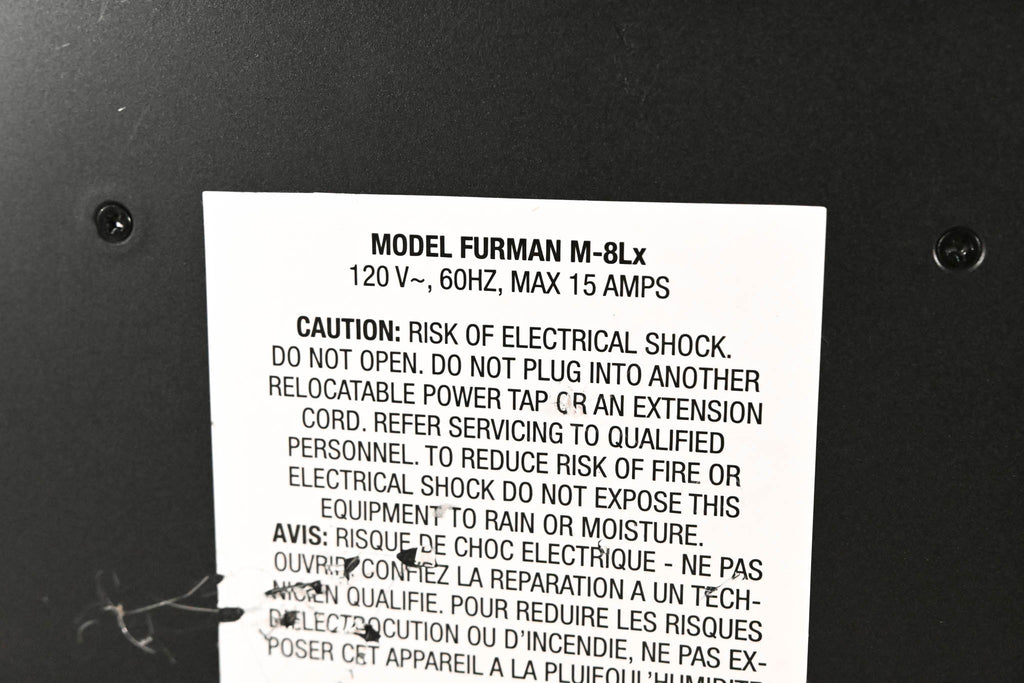 MODEL FURMAN M-8Lx
120 V~, 60HZ, MAX 15 AMPS
CAUTION: RISK OF ELECTRICAL SHOCK.
DO NOT OPEN. DO NOT PLUG INTO ANOTHER
RELOCATABLE POWER TAP OR AN EXTENSION
CORD. REFER SERVICING TO QUALIFIED
PERSONNEL. TO REDUCE RISK OF FIRE OR
ELECTRICAL SHOCK DO NOT EXPOSE THIS
EQUIPMENT TO RAIN OR MOISTURE.
AVIS: RISQUE DE CHOC ELECTRIQUE - NE PAS
OUVRIR. CONFIEZ LA REPARATION A UN TECH-
NICIEN QUALIFIE. POUR REDUIRE LES RISQUES
D'ELECTROCUTION OU D'INCENDIE, NE PAS EX-
POSER CET APPAREIL A LA PLUIEOUL'HUMIDITE